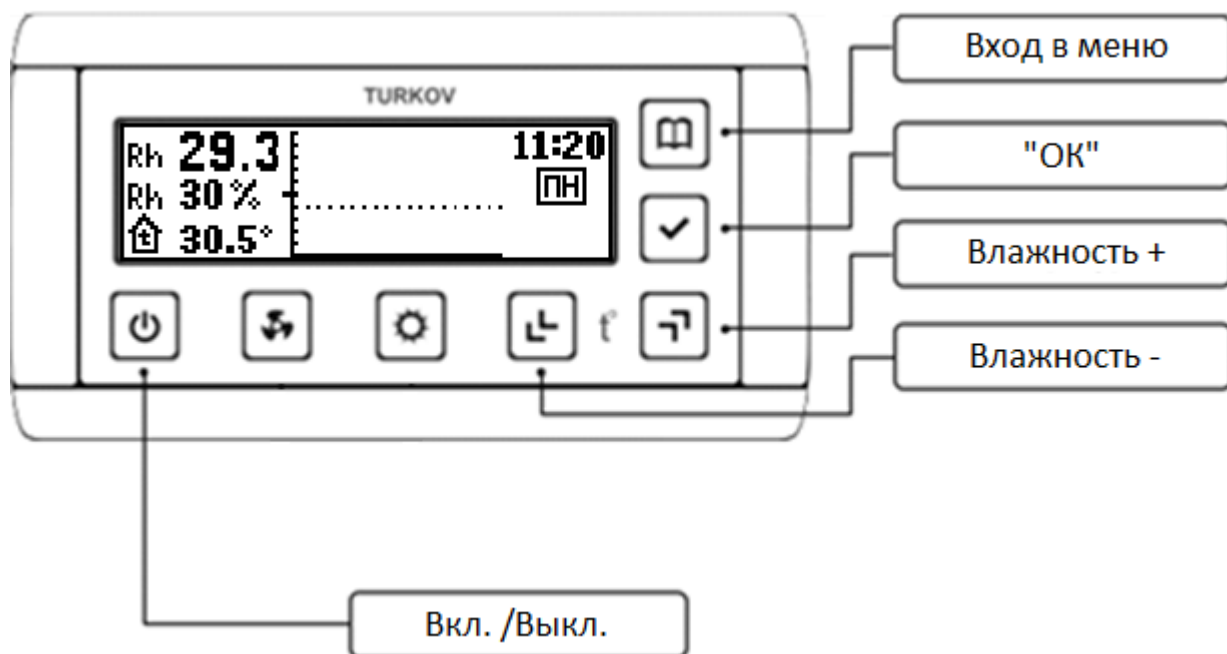 Вход в меню
TURKOV
Rh 29.3
11:20
"ОК"
Rh 30 %
ПН
t 30.5°
Влажность +
t°
Влажность -
Вкл. /Выкл.